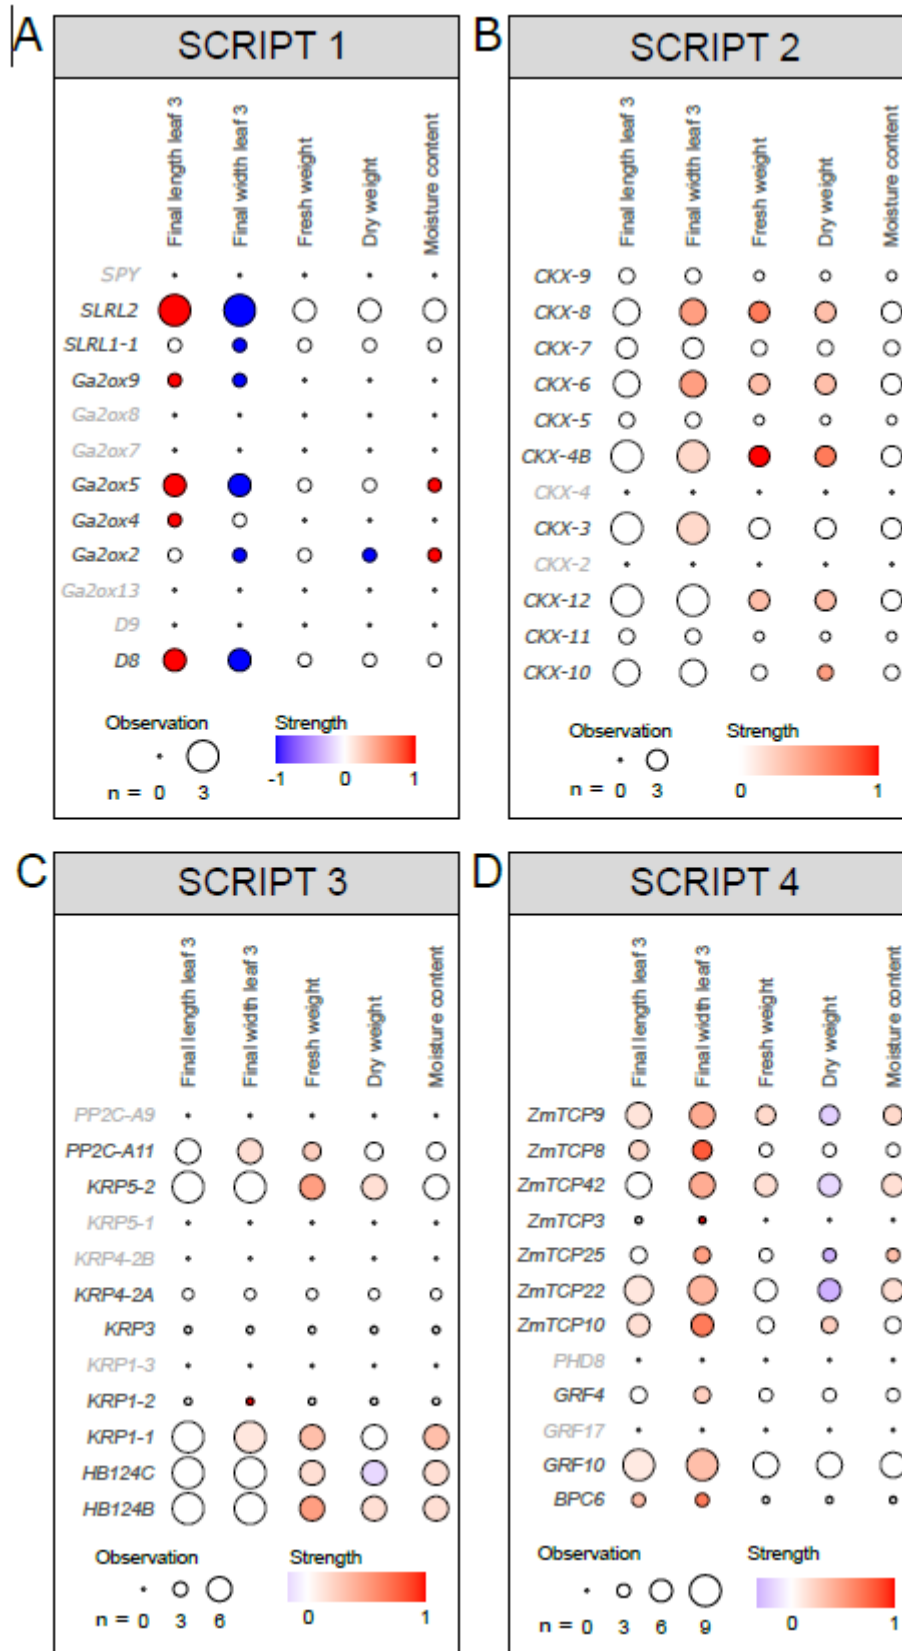 A
SCRIPT 1
Final length leaf 3
Final width leaf 3
Fresh weight
Dry weight
Moisture content
SPY
SLRL2
SLRL1-1
Ga2ox9
Ga2ox8
Ga2ox7
Ga2ox5
Ga2ox4
Ga2ox2
Ga2ox13
D9
D8
Observation
n = 0 3
Strength
-1 0 1
B
SCRIPT 2
Final length leaf 3
Final width leaf 3
Fresh weight
Dry weight
Moisture content
CKX-9
CKX-8
CKX-7
CKX-6
CKX-5
CKX-4B
CKX-4
CKX-3
CKX-2
CKX-12
CKX-11
CKX-10
Observation
n = 0 3
Strength
0 1
C
SCRIPT 3
Final length leaf 3
Final width leaf 3
Fresh weight
Dry weight
Moisture content
PP2C-A9
PP2C-A11
KRP5-2
KRP5-1
KRP4-2B
KRP4-2A
KRP3
KRP1-3
KRP1-2
KRP1-1
HB124C
HB124B
Observation
n = 0 3 6
Strength
0 1
D
SCRIPT 4
Final length leaf 3
Final width leaf 3
Fresh weight
Dry weight
Moisture content
ZmTCP9
ZmTCP8
ZmTCP42
ZmTCP3
ZmTCP25
ZmTCP22
ZmTCP10
PHD8
GRF4
GRF17
GRF10
BPC6
Observation
n = 0 3 6 9
Strength
0 1